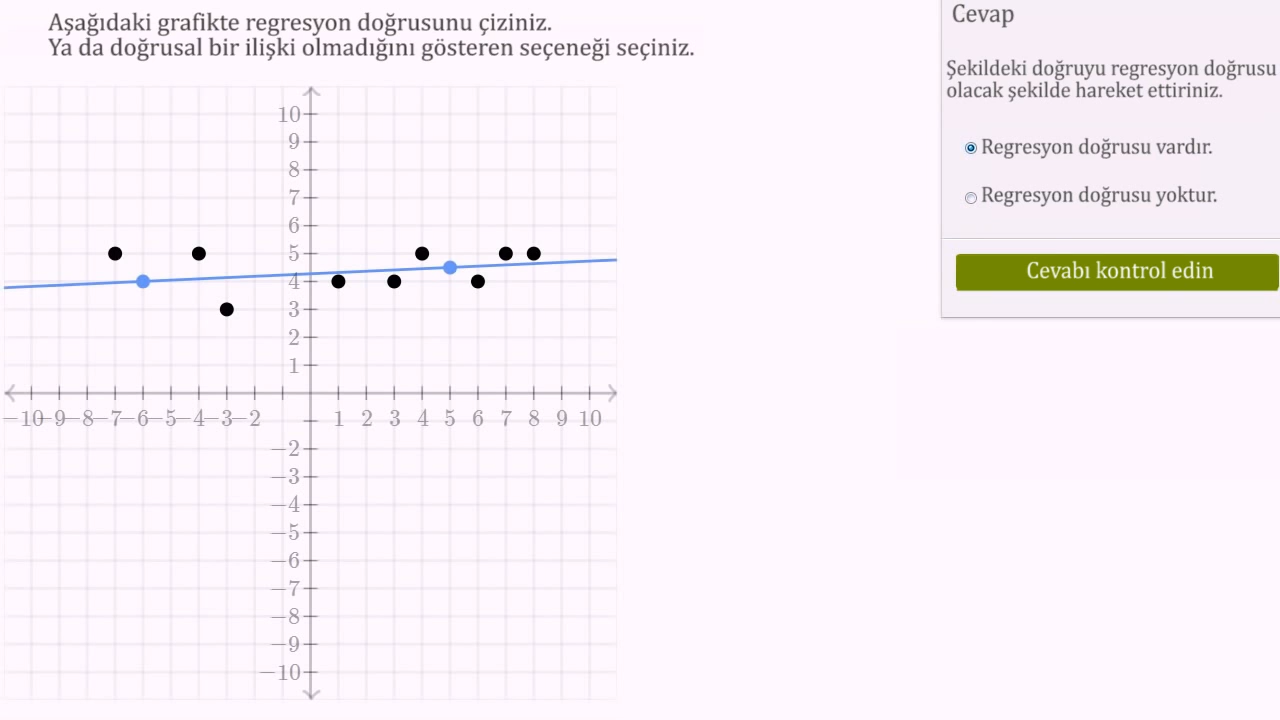 Aşağıdaki grafikte regresyon doğrusunu çiziniz.
Ya da doğrusal bir ilişki olmadığını gösteren seçeneği seçiniz.
Cevap
Şekildeki doğruyu regresyon doğrusu
olacak şekilde hareket ettiriniz.
Regresyon doğrusu vardır.
Regresyon doğrusu yoktur.
Cevabı kontrol edin
10
9
8
7
6
5
4
3
2
1
−10 −9 −8 −7 −6 −5 −4 −3 −2 1 2 3 4 5 6 7 8 9 10
−2
−3
−4
−5
−6
−7
−8
−9
−10